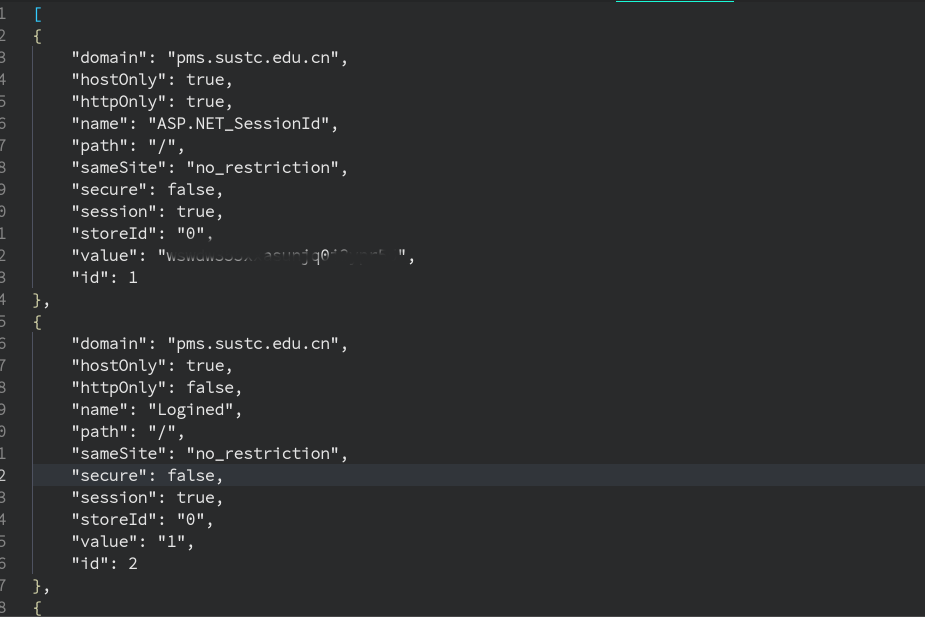 1 [
2 {
3 "domain": "pms.sustc.edu.cn",
4 "hostOnly": true,
5 "httpOnly": true,
6 "name": "ASP.NET_SessionId",
7 "path": "/",
8 "sameSite": "no_restriction",
9 "secure": false,
0 "session": true,
1 "storeId": "0",
2 "value": "",
3 "id": 1
4 },
5 {
6 "domain": "pms.sustc.edu.cn",
7 "hostOnly": true,
8 "httpOnly": false,
9 "name": "Logined",
0 "path": "/",
1 "sameSite": "no_restriction",
2 "secure": false,
3 "session": true,
4 "storeId": "0",
5 "value": "1",
6 "id": 2
7 },
8 {